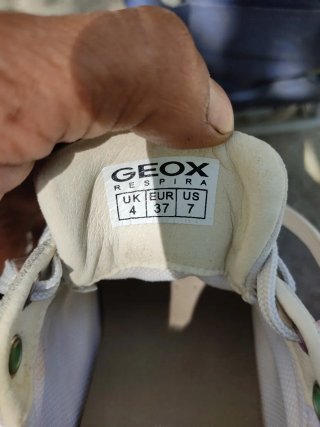 GEOX
RESPIRA
UK EUR US
4 37 7